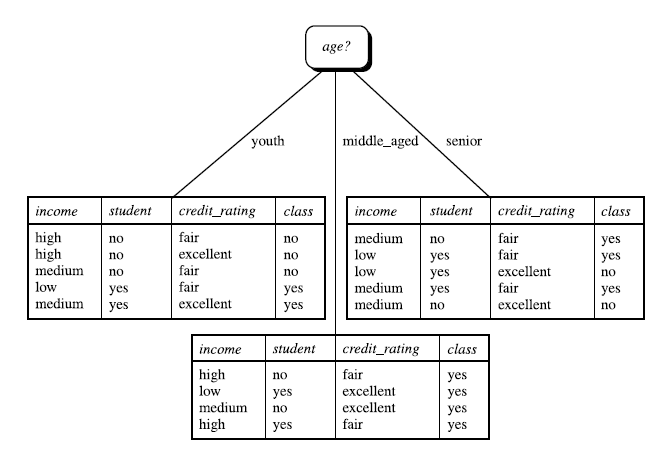 age?
youth
middle_aged
senior
income student credit_rating class
high no fair no
high no excellent no
medium no fair no
low yes fair yes
medium yes excellent yes
income student credit_rating class
medium no fair yes
low yes fair yes
low yes excellent no
medium yes fair yes
medium no excellent no
income student credit_rating class
high no fair yes
low yes excellent yes
medium no excellent yes
high yes fair yes